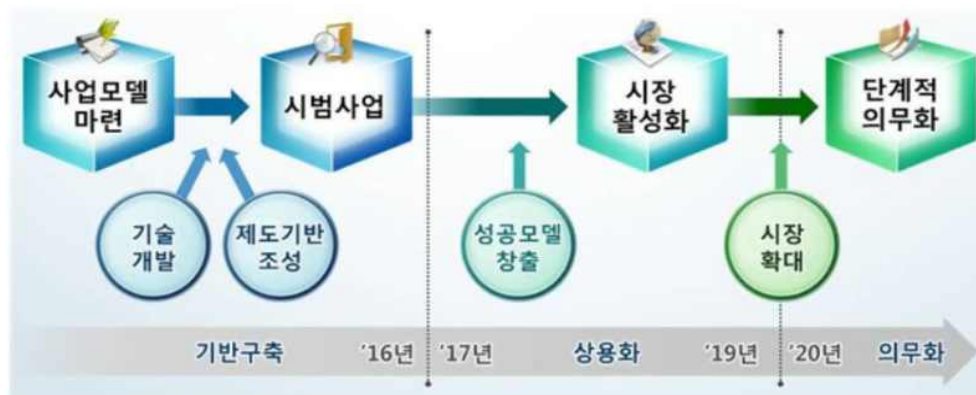 사업모델
마련
시범사업
시장
활성화
단계적
의무화
기술
개발
제도기반
조성
성공모델
창출
시장
확대
기반구축 '16년 '17년 상용화 '19년 '20년 의무화